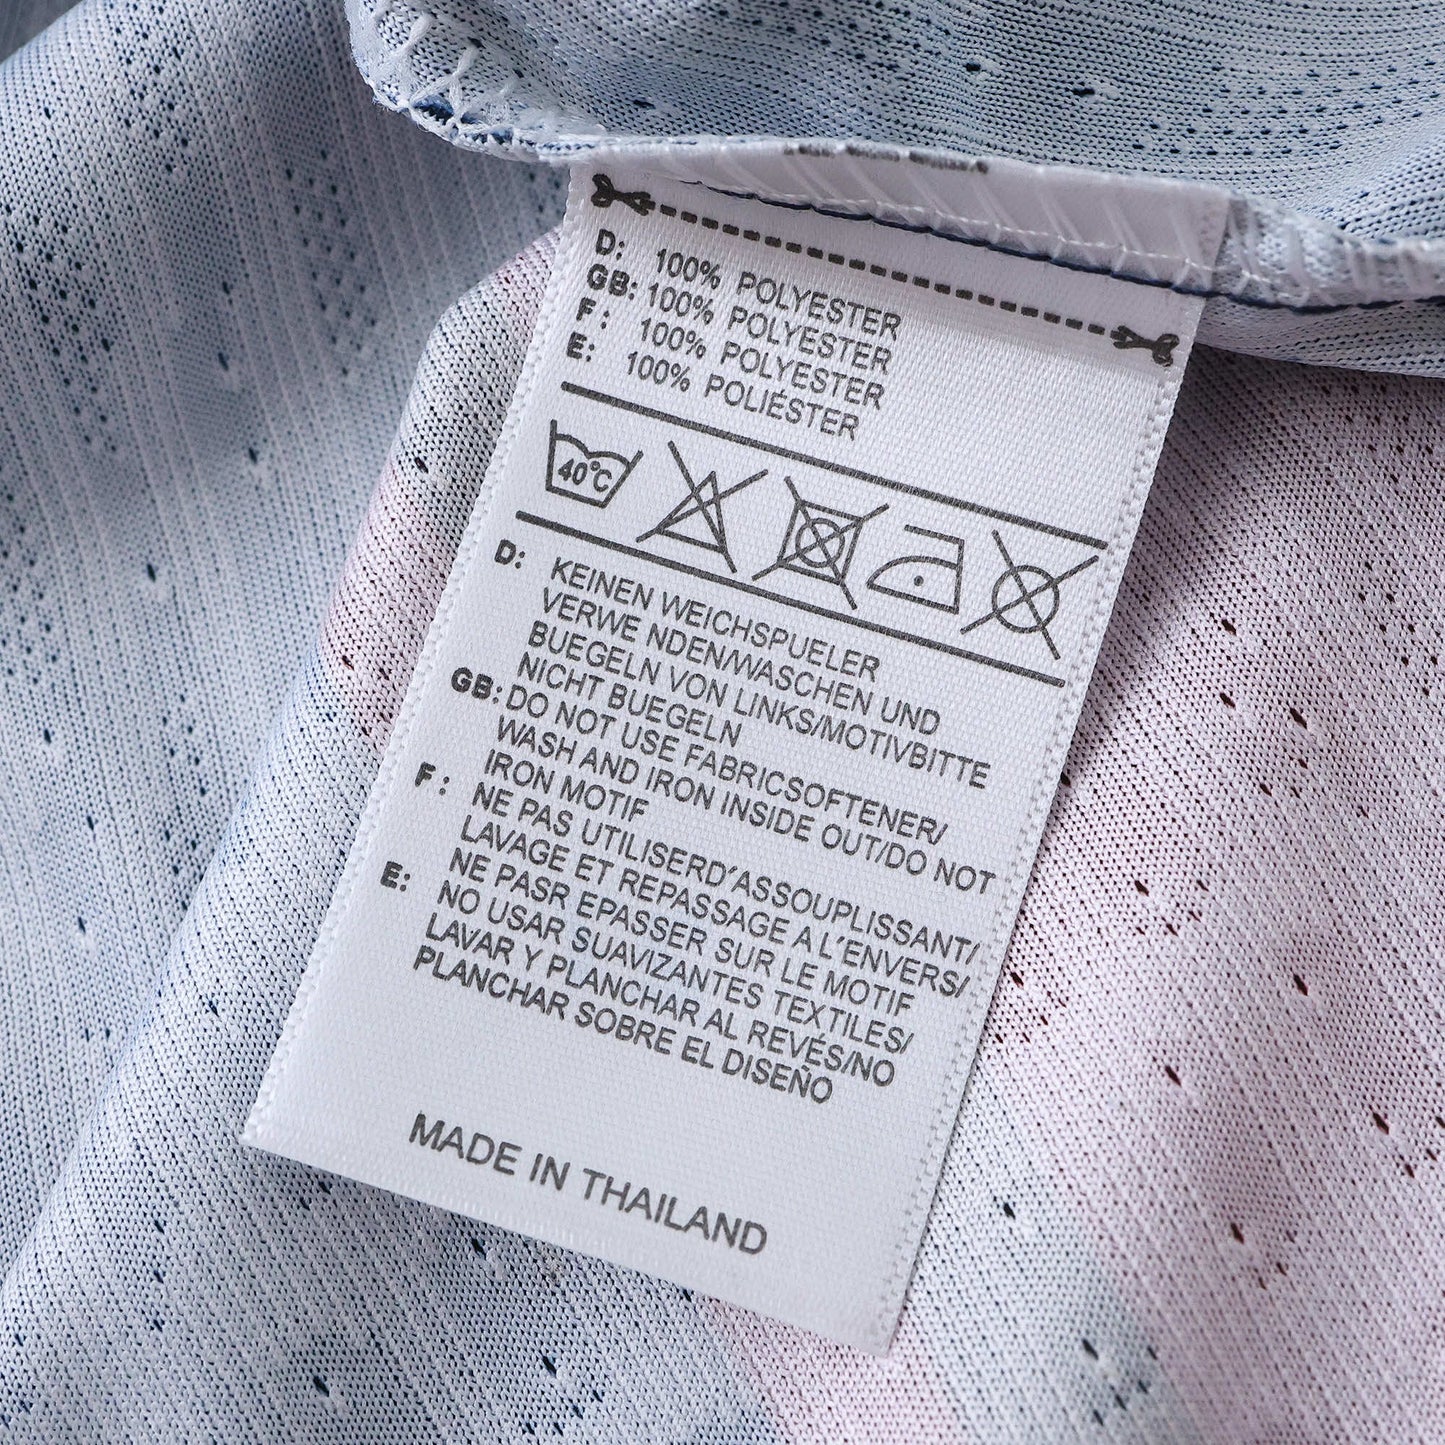 D: 100% POLYESTER
GB: 100% POLYESTER
F: 100% POLYESTER
E: 100% POLIÉSTER
40°C
D: KEINEN WEICHSPUELER
VERWE NDEN/WASCHEN UND
BUEGELN VON LINKS/MOTIVBITTE
NICHT BUEGELN
GB: DO NOT USE FABRICSOFTENER/
WASH AND IRON INSIDE OUT/DO NOT
IRON MOTIF
F: NE PAS UTILISERD'ASSOUPLISSANT/
LAVAGE ET REPASSAGE A L'ENVERS/
NE PASR EPASSER SUR LE MOTIF
E: NO USAR SUAVIZANTES TEXTILES/
LAVAR Y PLANCHAR AL REVÉS/NO
PLANCHAR SOBRE EL DISEÑO
MADE IN THAILAND